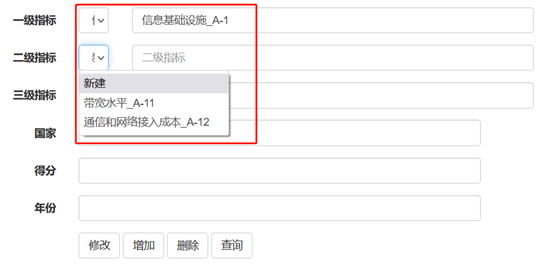 一级指标 信息基础设施_A-1
二级指标 二级指标
新建
带宽水平_A-11
三级指标
通信和网络接入成本_A-12
国家
得分
年份
修改 增加 删除 查询